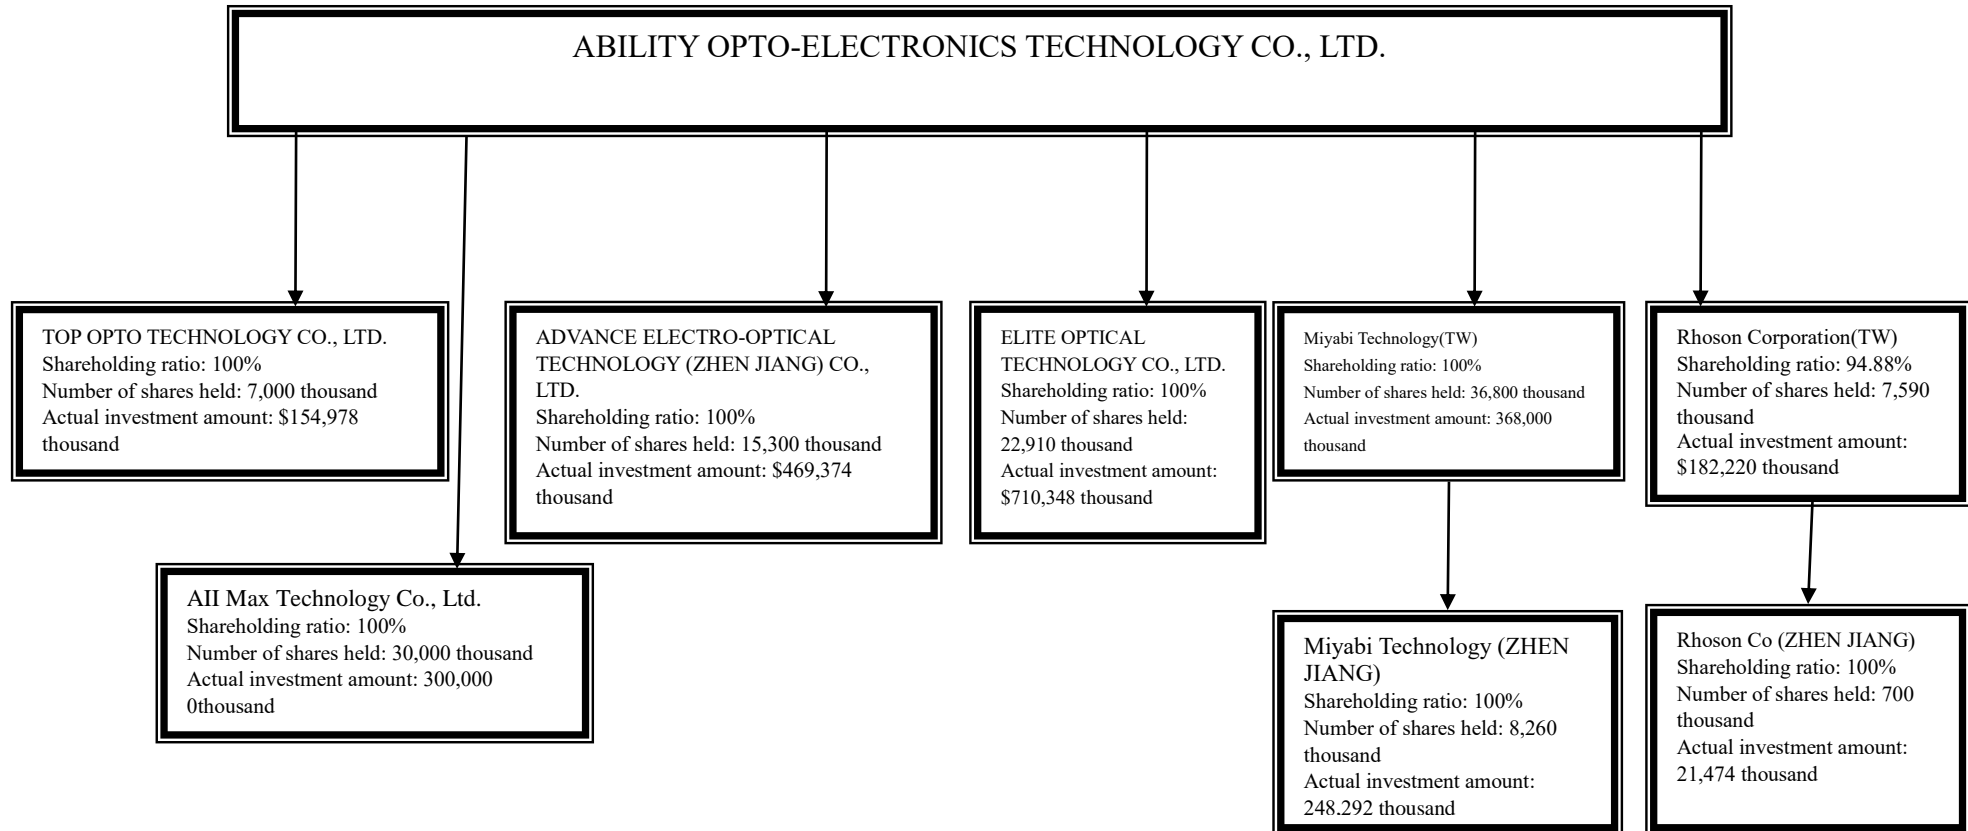 ABILITY OPTO-ELECTRONICS TECHNOLOGY CO., LTD.
TOP OPTO TECHNOLOGY CO., LTD.
Shareholding ratio: 100%
Number of shares held: 7,000 thousand
Actual investment amount: $154,978
thousand
ADVANCE ELECTRO-OPTICAL
TECHNOLOGY (ZHEN JIANG) CO.,
LTD.
Shareholding ratio: 100%
Number of shares held: 15,300 thousand
Actual investment amount: $469,374
thousand
ELITE OPTICAL
TECHNOLOGY CO., LTD.
Shareholding ratio: 100%
Number of shares held:
22,910 thousand
Actual investment amount:
$710,348 thousand
Miyabi Technology(TW)
Shareholding ratio: 100%
Number of shares held: 36,800 thousand
Actual investment amount: 368,000
thousand
Rhoson Corporation(TW)
Shareholding ratio: 94.88%
Number of shares held: 7,590
thousand
Actual investment amount:
$182,220 thousand
AII Max Technology Co., Ltd.
Shareholding ratio: 100%
Number of shares held: 30,000 thousand
Actual investment amount: 300,000
0thousand
Miyabi Technology (ZHEN
JIANG)
Shareholding ratio: 100%
Number of shares held: 8,260
thousand
Actual investment amount:
248.292 thousand
Rhoson Co (ZHEN JIANG)
Shareholding ratio: 100%
Number of shares held: 700
thousand
Actual investment amount:
21,474 thousand